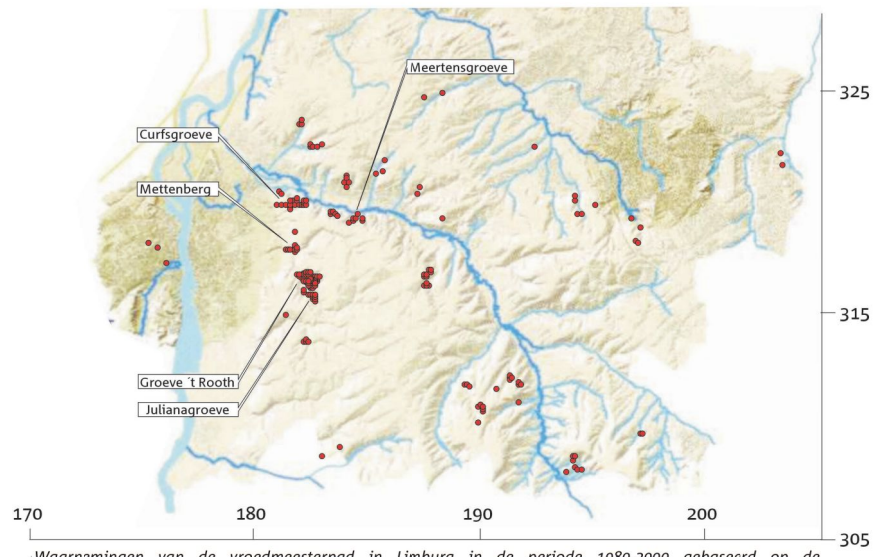 Meertensgroeve
325
Curfsgroeve
Mettenberg
315
Groeve ´t Rooth
Julianagroeve
170
180
190
200
305
Waarnemingen van de vroedmeesterpad in Limburg in de periode 1980-2000 gebaseerd op de